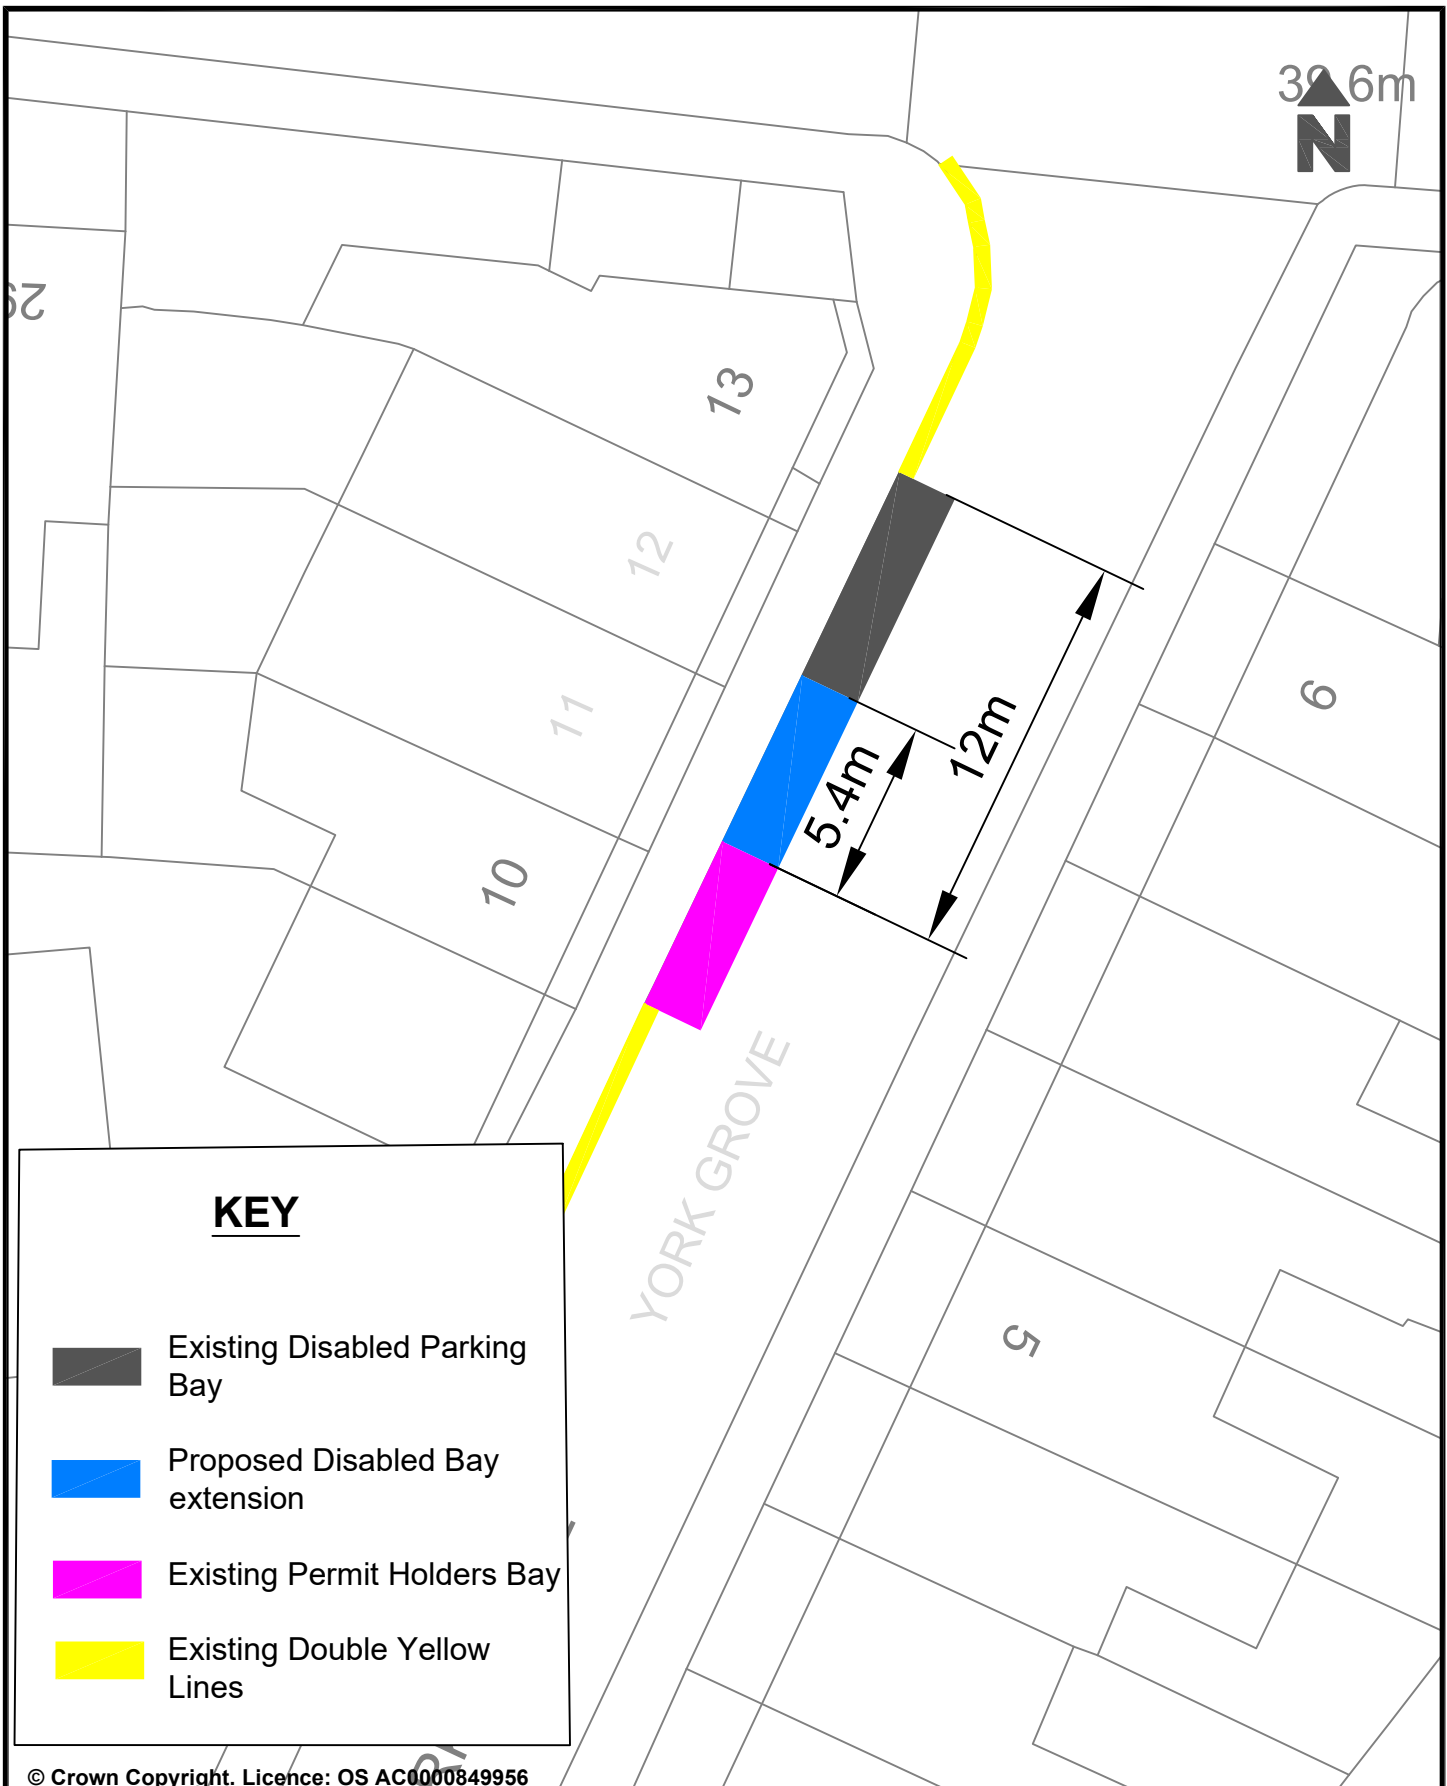 N
13
12
11
10
9
5
12m
5.4m
YORK GROVE
KEY
Existing Disabled Parking
Bay
Proposed Disabled Bay
extension
Existing Permit Holders Bay
Existing Double Yellow
Lines
© Crown Copyright. Licence: OS AC0000849956